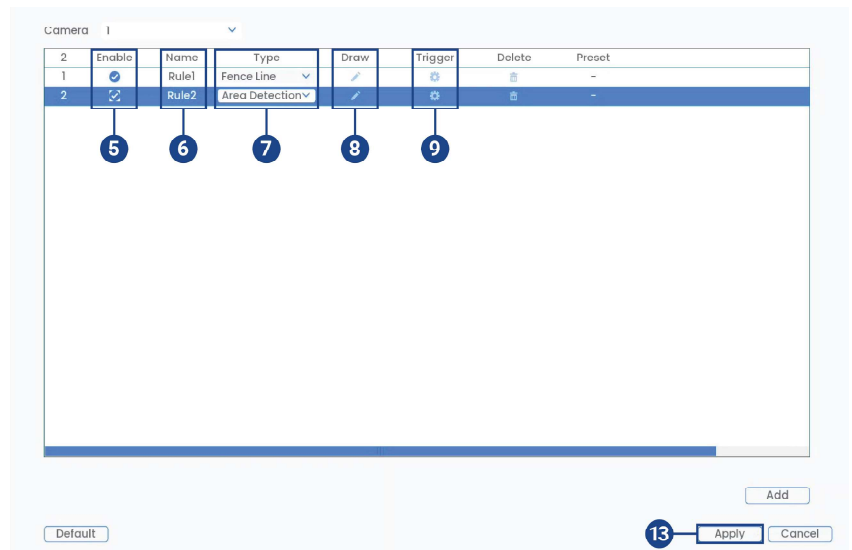 Camera 1
2 Enable Name Type Draw Trigger Delete Preset
1 Rule1 Fence Line -
2 Rule2 Area Detection -
5 6 7 8 9
Add
Default 13 Apply Cancel